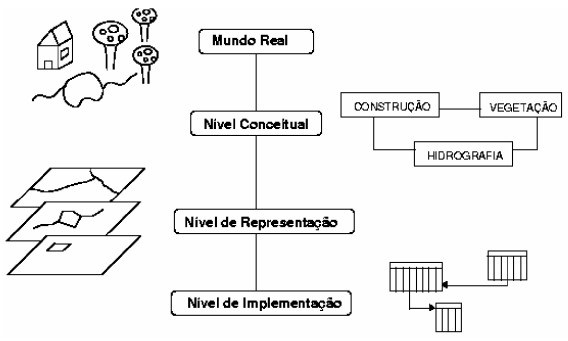 Mundo Real
Nível Conceitual
CONSTRUÇÃO
VEGETAÇÃO
HIDROGRAFIA
Nível de Representação
Nível de Implementação